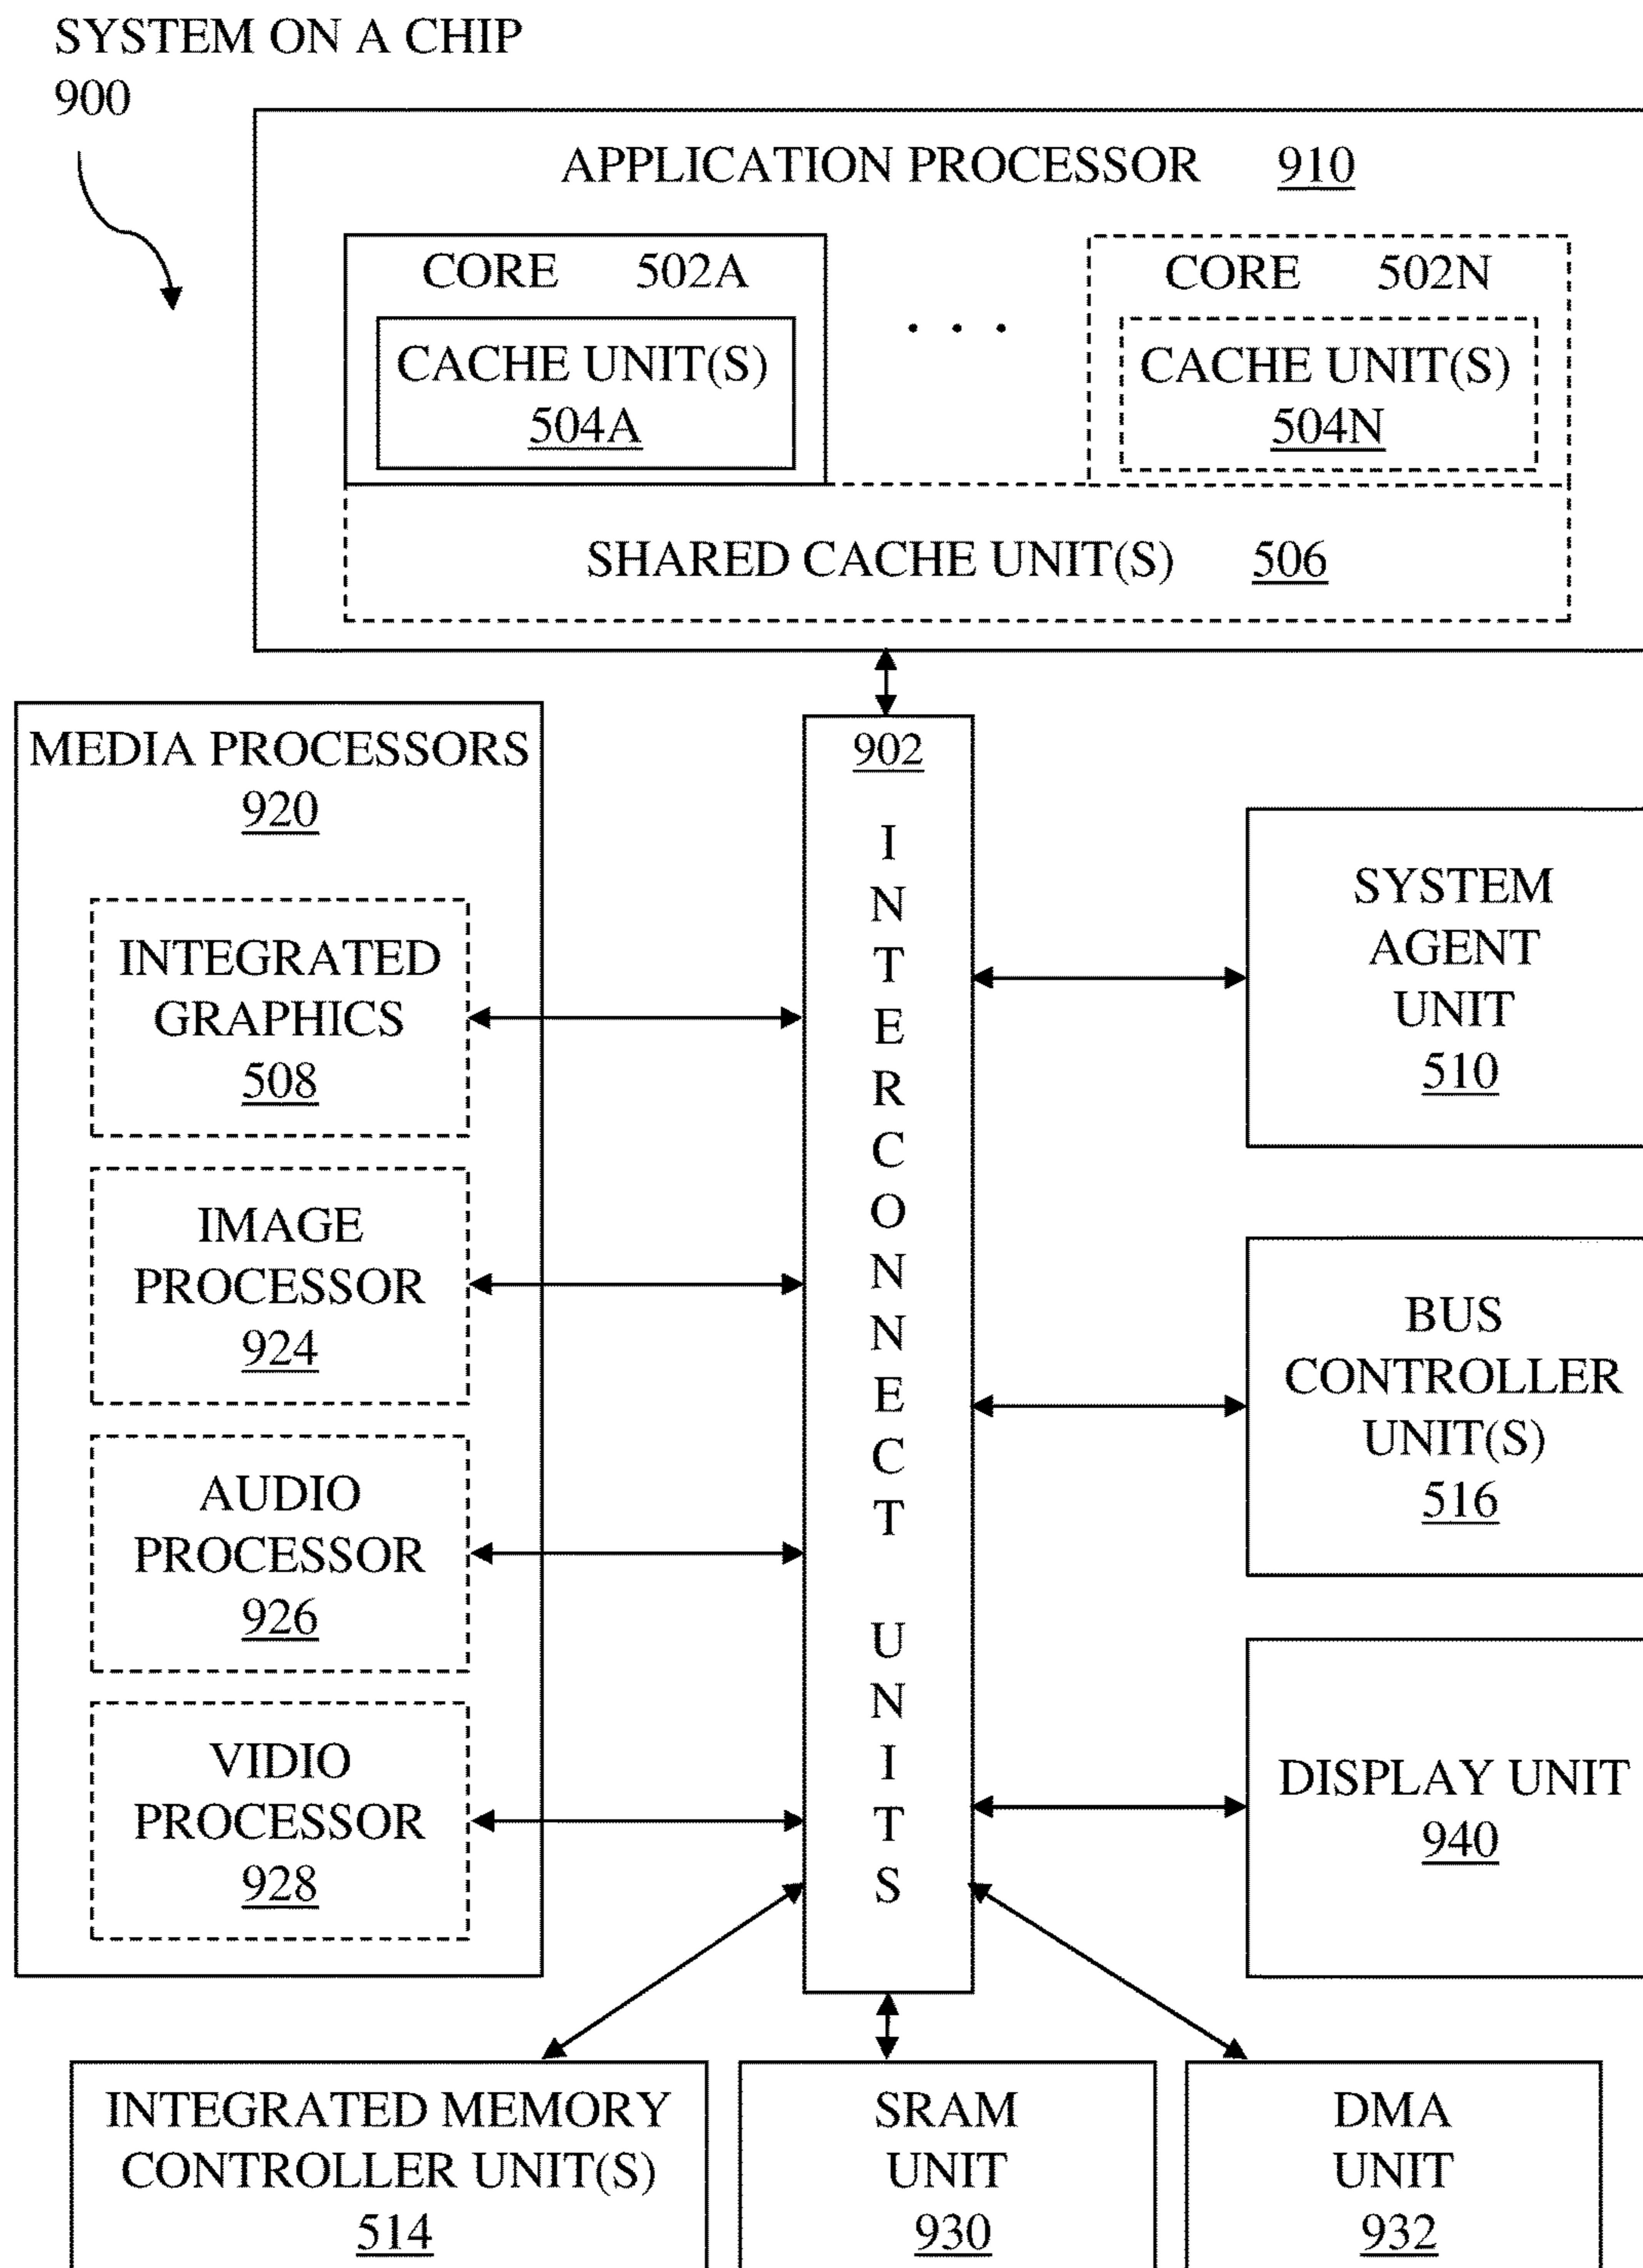 SYSTEM ON A CHIP
900
APPLICATION PROCESSOR 910
CORE 502A
CACHE UNIT(S)
504A
. . .
CORE 502N
CACHE UNIT(S)
504N
SHARED CACHE UNIT(S) 506
MEDIA PROCESSORS
920
INTEGRATED
GRAPHICS
508
IMAGE
PROCESSOR
924
AUDIO
PROCESSOR
926
VIDIO
PROCESSOR
928
902
INTERCONNECT UNITS
SYSTEM
AGENT
UNIT
510
BUS
CONTROLLER
UNIT(S)
516
DISPLAY UNIT
940
INTEGRATED MEMORY
CONTROLLER UNIT(S)
514
SRAM
UNIT
930
DMA
UNIT
932